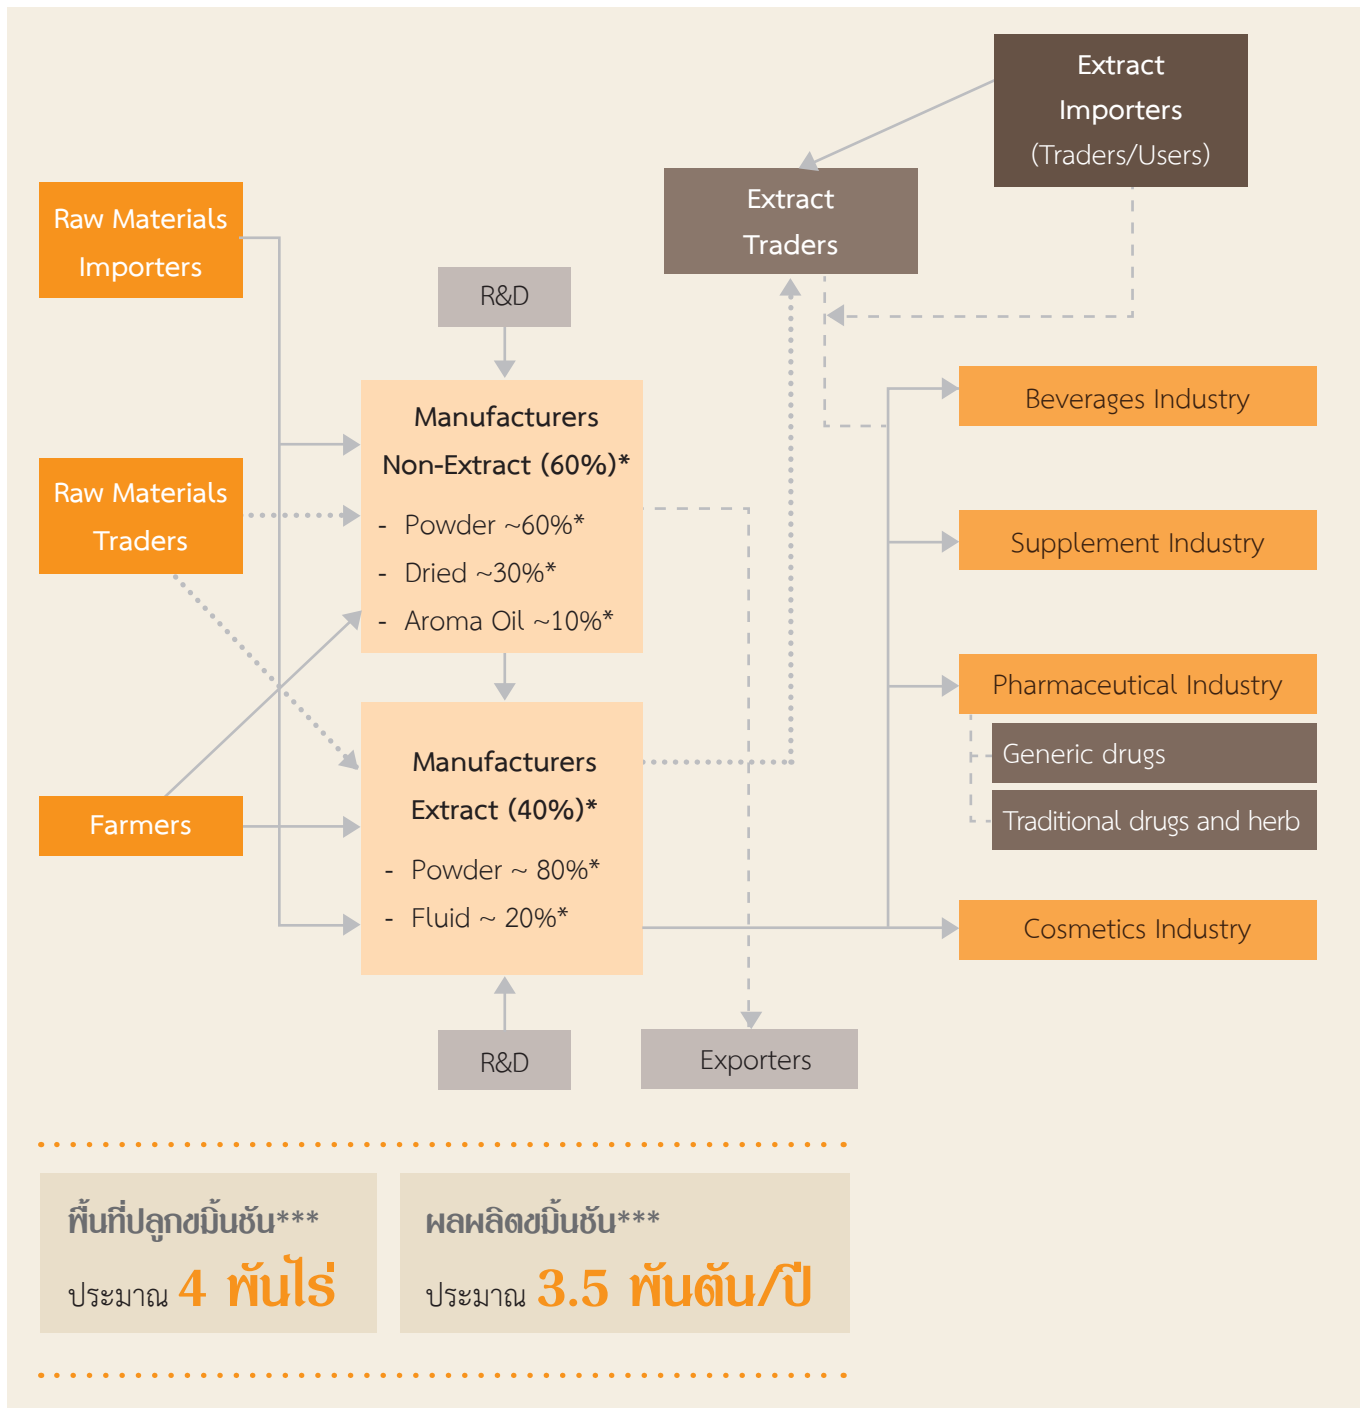 Extract
Importers
(Traders/Users)
Extract
Traders
Raw Materials
Importers
R&D
Manufacturers
Non-Extract (60%)*
- Powder ~60%*
- Dried ~30%*
- Aroma Oil ~10%*
Raw Materials
Traders
Beverages Industry
Supplement Industry
Pharmaceutical Industry
Generic drugs
Traditional drugs and herb
Manufacturers
Extract (40%)*
- Powder ~ 80%*
- Fluid ~ 20%*
Farmers
Cosmetics Industry
R&D
Exporters
พื้นที่ปลูกขมิ้นชัน***
ประมาณ 4 พันไร่
ผลผลิตขมิ้นชัน***
ประมาณ 3.5 พันตัน/ปี